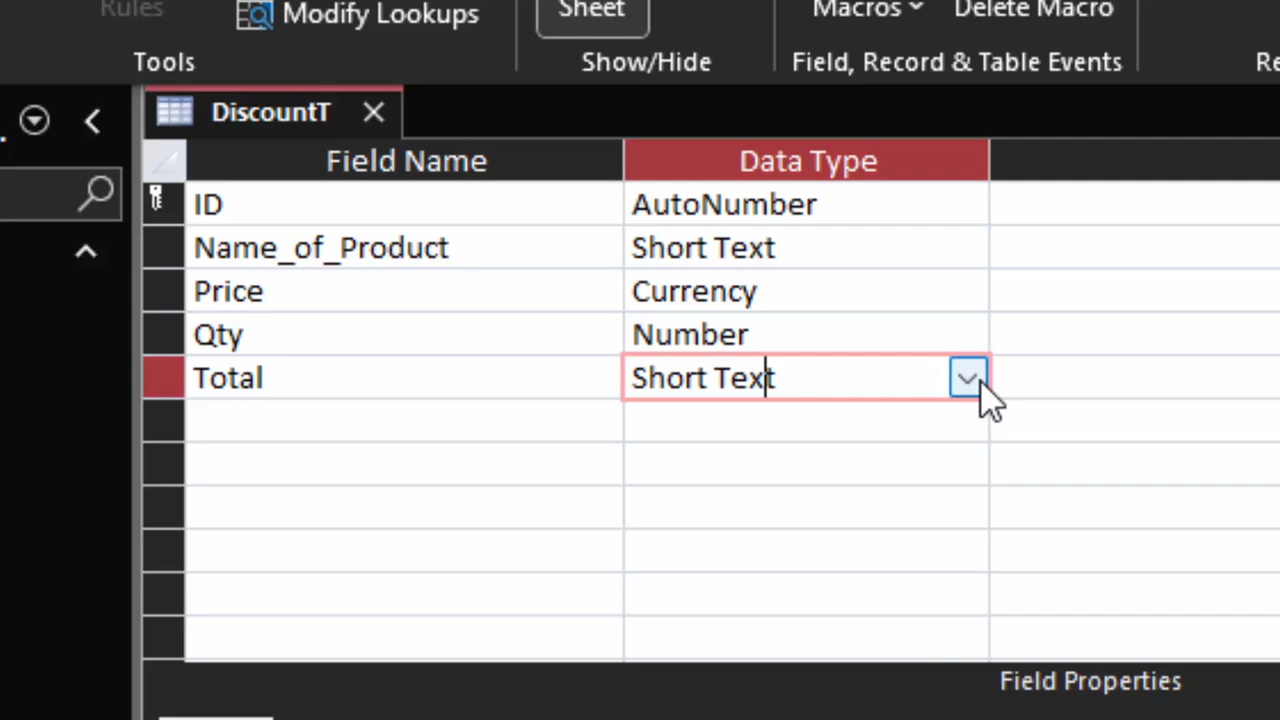 Rules
Modify Lookups
Sheet
Macros
Delete Macro
Tools
Show/Hide
Field, Record & Table Events
DiscountT
Field Name
Data Type
ID
AutoNumber
Name_of_Product
Short Text
Price
Currency
Qty
Number
Total
Short Text
Field Properties